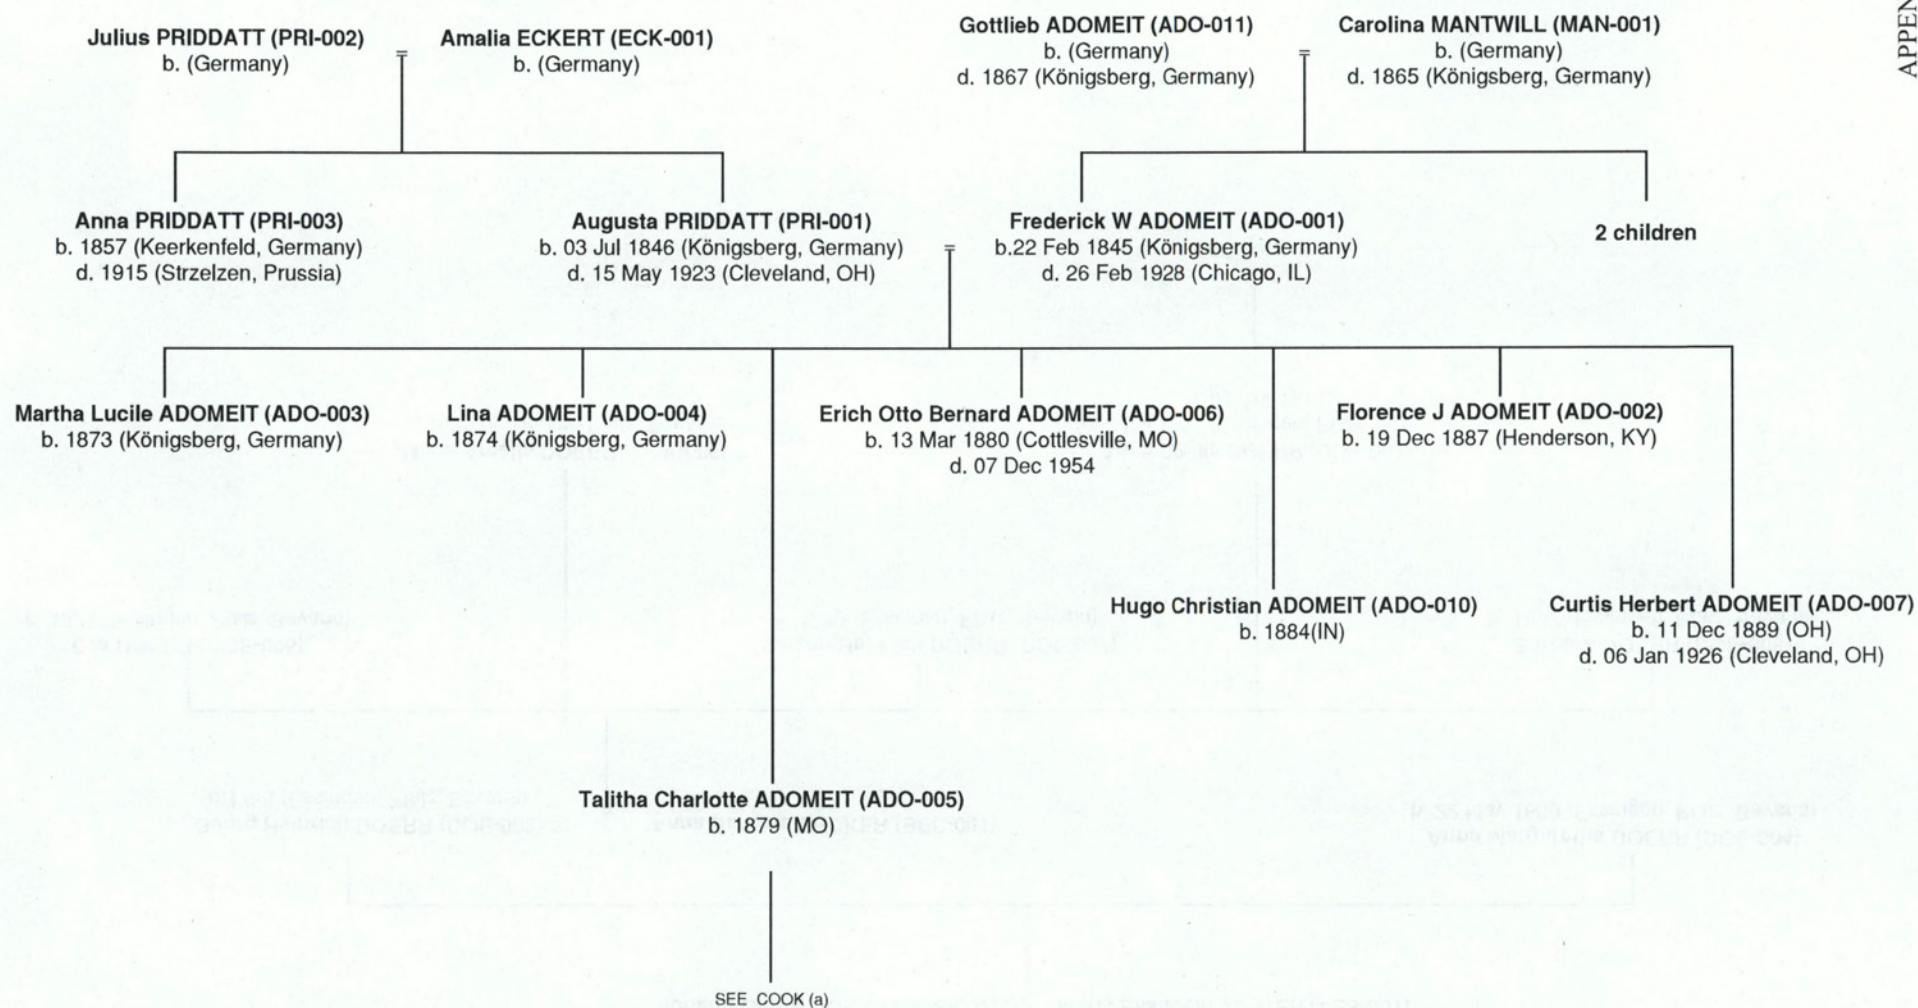 APPEN
Julius PRIDDATT (PRI-002)
b. (Germany)
Amalia ECKERT (ECK-001)
b. (Germany)
Gottlieb ADOMEIT (ADO-011)
b. (Germany)
d. 1867 (Königsberg, Germany)
Carolina MANTWILL (MAN-001)
b. (Germany)
d. 1865 (Königsberg, Germany)
Anna PRIDDATT (PRI-003)
b. 1857 (Keerkenfeld, Germany)
d. 1915 (Strzelzen, Prussia)
Augusta PRIDDATT (PRI-001)
b. 03 Jul 1846 (Königsberg, Germany)
d. 15 May 1923 (Cleveland, OH)
Frederick W ADOMEIT (ADO-001)
b.22 Feb 1845 (Königsberg, Germany)
d. 26 Feb 1928 (Chicago, IL)
2 children
Martha Lucile ADOMEIT (ADO-003)
b. 1873 (Königsberg, Germany)
Lina ADOMEIT (ADO-004)
b. 1874 (Königsberg, Germany)
Erich Otto Bernard ADOMEIT (ADO-006)
b. 13 Mar 1880 (Cottlesville, MO)
d. 07 Dec 1954
Florence J ADOMEIT (ADO-002)
b. 19 Dec 1887 (Henderson, KY)
Hugo Christian ADOMEIT (ADO-010)
b. 1884(IN)
Curtis Herbert ADOMEIT (ADO-007)
b. 11 Dec 1889 (OH)
d. 06 Jan 1926 (Cleveland, OH)
Talitha Charlotte ADOMEIT (ADO-005)
b. 1879 (MO)
SEE COOK (a)